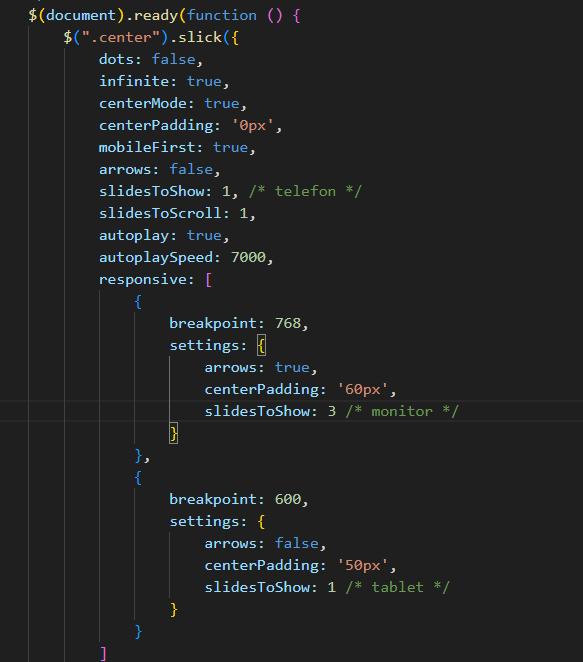 $(document).ready(function () {
    $(".center").slick({
        dots: false,
        infinite: true,
        centerMode: true,
        centerPadding: '0px',
        mobileFirst: true,
        arrows: false,
        slidesToShow: 1, /* telefon */
        slidesToScroll: 1,
        autoplay: true,
        autoplaySpeed: 7000,
        responsive: [
            {
                breakpoint: 768,
                settings: {
                    arrows: true,
                    centerPadding: '60px',
                    slidesToShow: 3 /* monitor */
                }
            },
            {
                breakpoint: 600,
                settings: {
                    arrows: false,
                    centerPadding: '50px',
                    slidesToShow: 1 /* tablet */
                }
            }
        ]